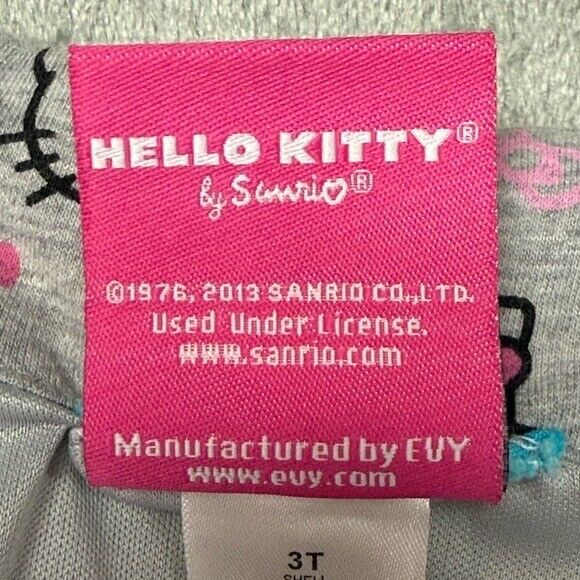 HELLO KITTY®
by Sanrio®
©1976, 2013 SANRIO CO.,LTD.
Used Under License.
www.sanrio.com
Manufactured by EVY
www.evy.com
3T
SHELL